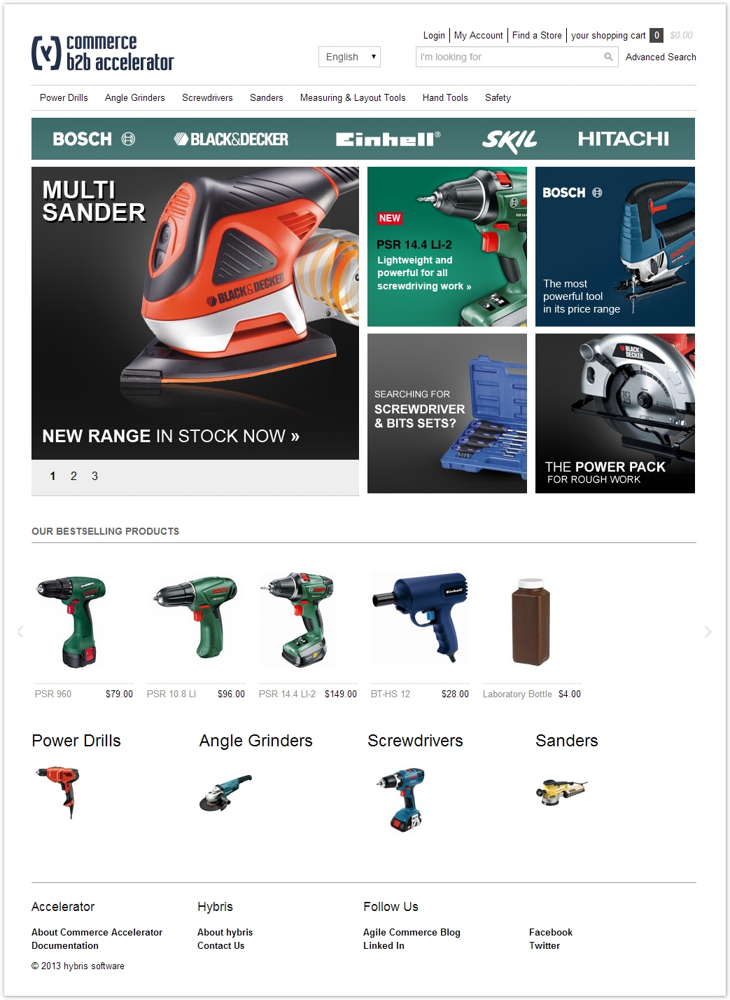 commerce
b2b accelerator
Login My Account Find a Store your shopping cart 0 $0.00
English I'm looking for Advanced Search
Power Drills Angle Grinders Screwdrivers Sanders Measuring & Layout Tools Hand Tools Safety
BOSCH BLACK&DECKER Einhell® SKIL HITACHI
MULTI
SANDER
BLACK&DECKER
NEW RANGE IN STOCK NOW »
1 2 3
NEW
PSR 14.4 LI-2
Lightweight and
powerful for all
screwdriving work »
BOSCH
BOSCH
The most
powerful tool
in its price range
SEARCHING FOR
SCREWDRIVER
& BITS SETS?
BLACK&
DECKER
THE POWER PACK
FOR ROUGH WORK
OUR BESTSELLING PRODUCTS
BOSCH
Einhell
PSR 960 $79.00
PSR 10.8 LI $96.00
PSR 14.4 LI-2 $149.00
BT-HS 12 $28.00
Laboratory Bottle $4.00
Power Drills Angle Grinders Screwdrivers Sanders
Accelerator
About Commerce Accelerator
Documentation
Hybris
About hybris
Contact Us
Follow Us
Agile Commerce Blog
Linked In
Facebook
Twitter
© 2013 hybris software